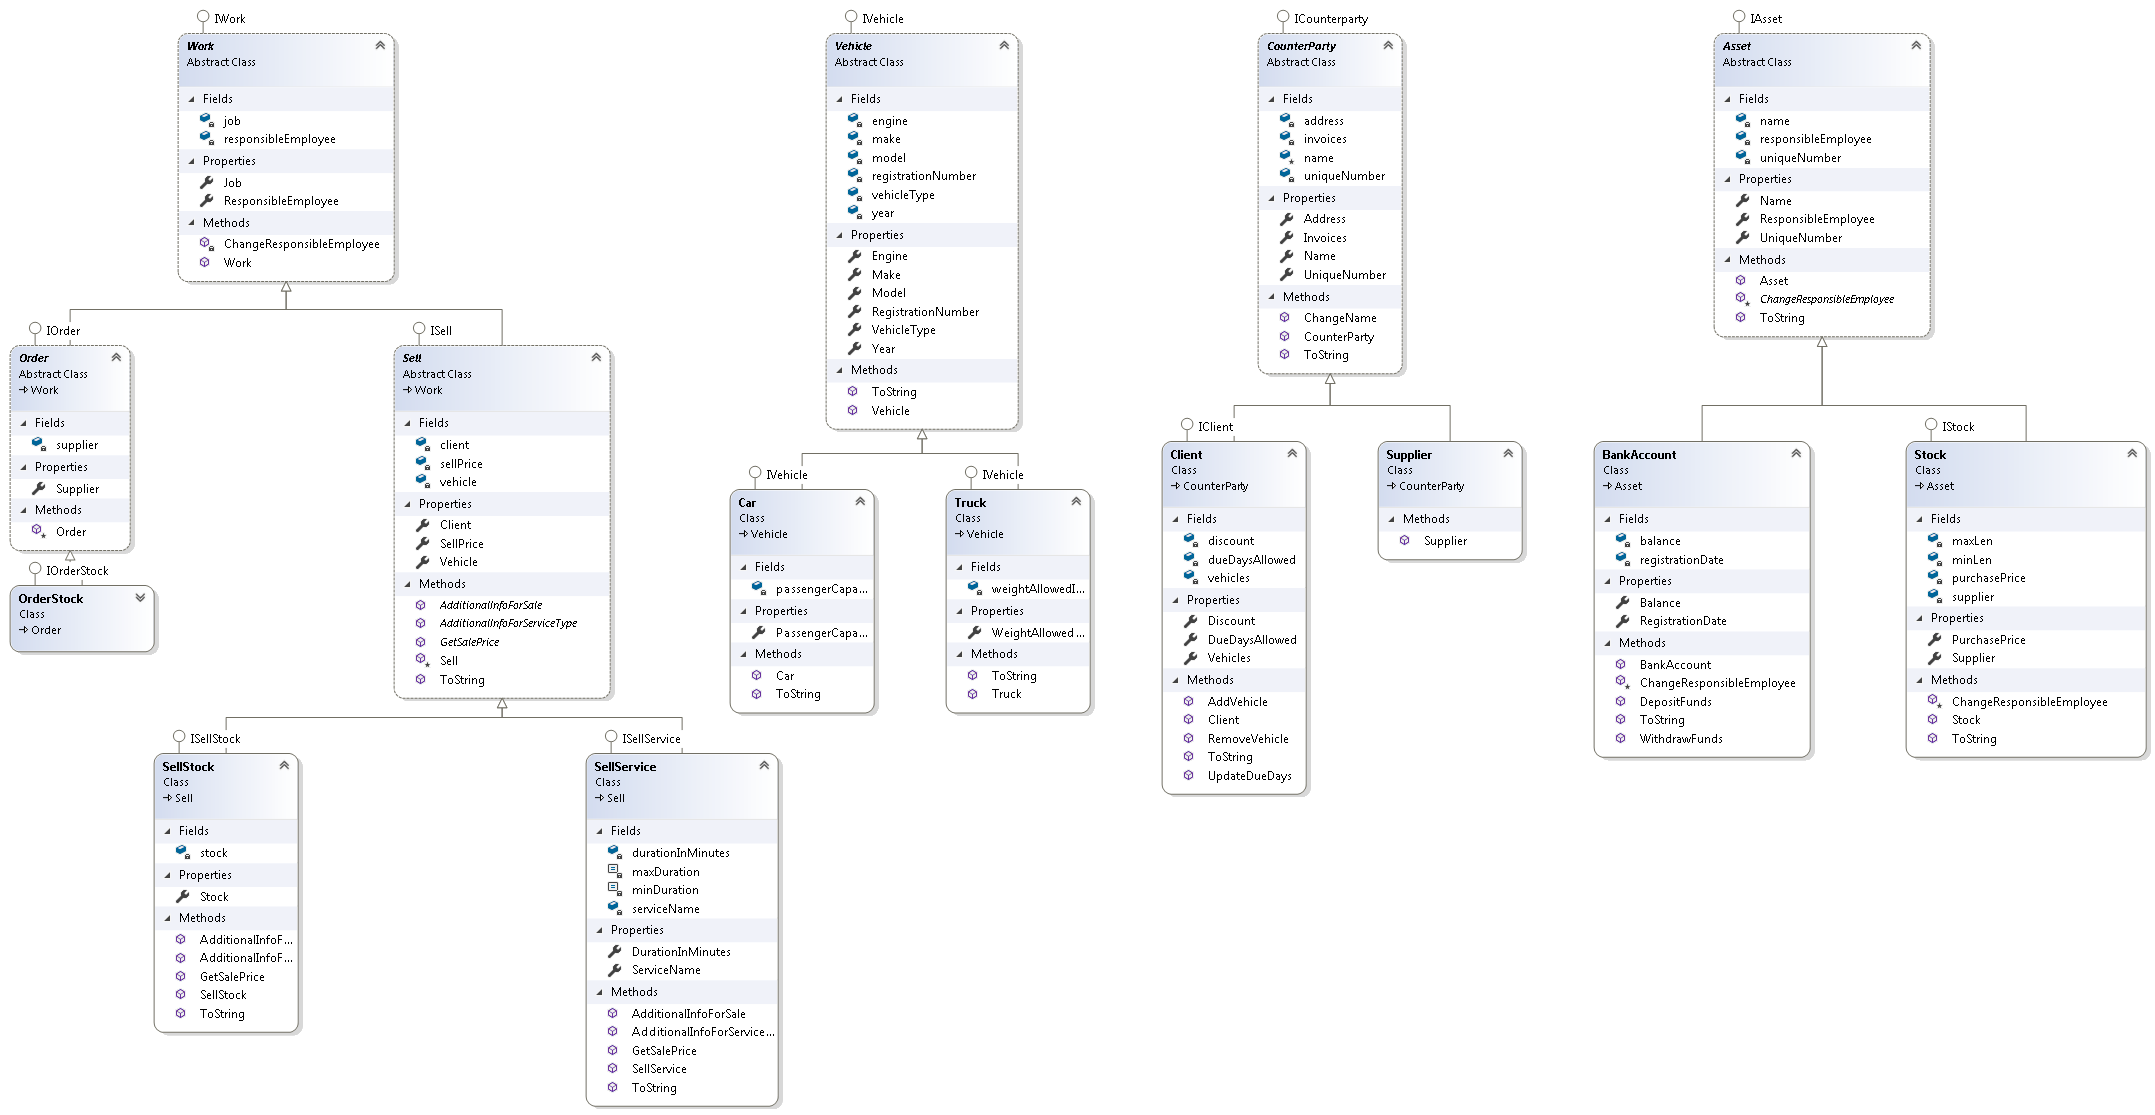 IWork
Work
Abstract Class
Fields
job
responsibleEmployee
Properties
Job
ResponsibleEmployee
Methods
ChangeResponsibleEmployee
Work
IOrder
Order
Abstract Class
Work
Fields
supplier
Properties
Supplier
Methods
Order
IOrderStock
OrderStock
Class
Order
ISell
Sell
Abstract Class
Work
Fields
client
sellPrice
vehicle
Properties
Client
SellPrice
Vehicle
Methods
AdditionalInfoForSale
AdditionalInfoForServiceType
GetSalePrice
Sell
ToString
ISellStock
SellStock
Class
Sell
Fields
stock
Properties
Stock
Methods
AdditionalInfoF...
AdditionalInfoF...
GetSalePrice
SellStock
ToString
ISellService
SellService
Class
Sell
Fields
durationInMinutes
maxDuration
minDuration
serviceName
Properties
DurationInMinutes
ServiceName
Methods
AdditionalInfoForSale
AdditionalInfoForService...
GetSalePrice
SellService
ToString
IVehicle
Vehicle
Abstract Class
Fields
engine
make
model
registrationNumber
vehicleType
year
Properties
Engine
Make
Model
RegistrationNumber
VehicleType
Year
Methods
ToString
Vehicle
IVehicle
Car
Class
Vehicle
Fields
passengerCapa...
Properties
PassengerCapa...
Methods
Car
ToString
IVehicle
Truck
Class
Vehicle
Fields
weightAllowedI...
Properties
WeightAllowed...
Methods
ToString
Truck
ICounterparty
CounterParty
Abstract Class
Fields
address
invoices
name
uniqueNumber
Properties
Address
Invoices
Name
UniqueNumber
Methods
ChangeName
CounterParty
ToString
IClient
Client
Class
CounterParty
Fields
discount
dueDaysAllowed
vehicles
Properties
Discount
DueDaysAllowed
Vehicles
Methods
AddVehicle
Client
RemoveVehicle
ToString
UpdateDueDays
Supplier
Class
CounterParty
Methods
Supplier
IAsset
Asset
Abstract Class
Fields
name
responsibleEmployee
uniqueNumber
Properties
Name
ResponsibleEmployee
UniqueNumber
Methods
Asset
ChangeResponsibleEmployee
ToString
BankAccount
Class
Asset
Fields
balance
registrationDate
Properties
Balance
RegistrationDate
Methods
BankAccount
ChangeResponsibleEmployee
DepositFunds
ToString
WithdrawFunds
IStock
Stock
Class
Asset
Fields
maxLen
minLen
purchasePrice
supplier
Properties
PurchasePrice
Supplier
Methods
ChangeResponsibleEmployee
Stock
ToString